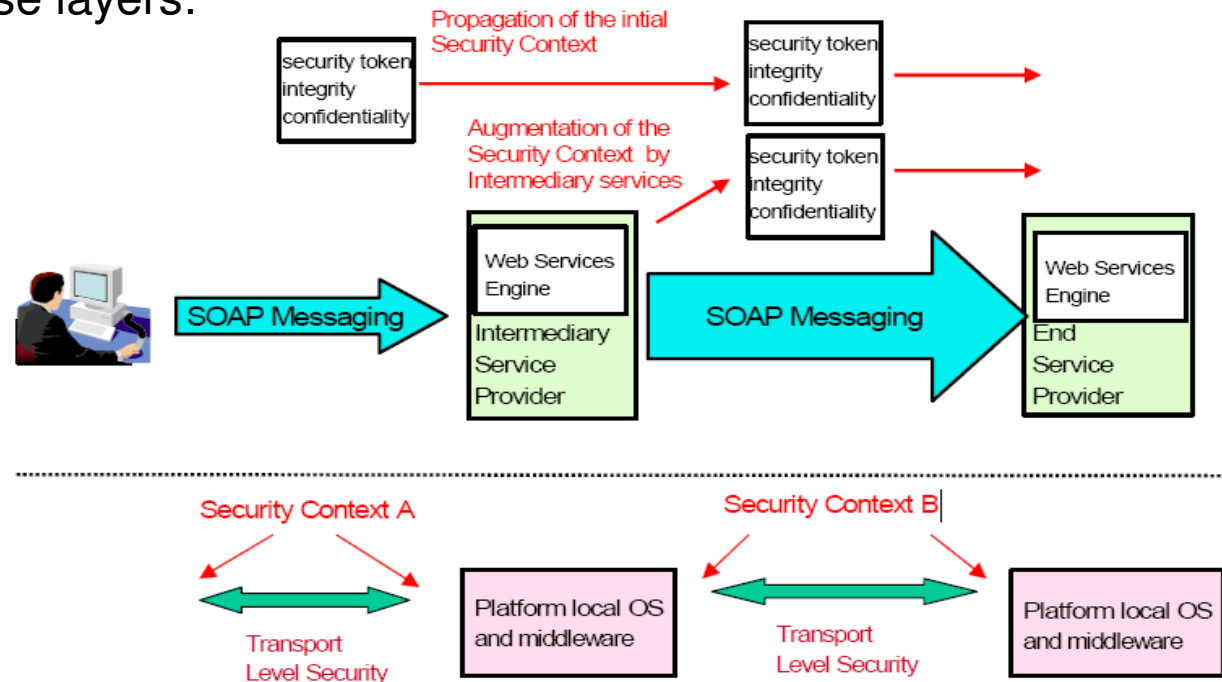 se layers.
Propagation of the intial
Security Context
security token
integrity
confidentiality
security token
integrity
confidentiality
Augmentation of the
Security Context by
Intermediary services
security token
integrity
confidentiality
SOAP Messaging
Web Services
Engine
Intermediary
Service
Provider
SOAP Messaging
Web Services
Engine
End
Service
Provider
Security Context A
Security Context B
Transport
Level Security
Platform local OS
and middleware
Transport
Level Security
Platform local OS
and middleware